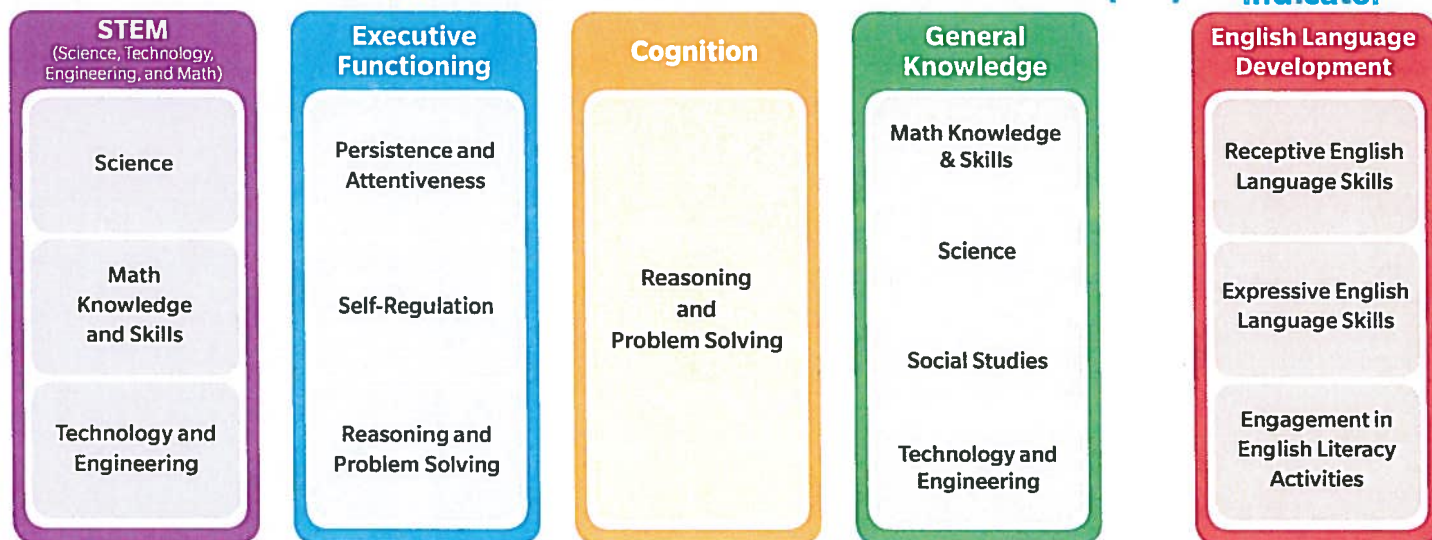 STEM
(Science, Technology,
Engineering, and Math)
Science
Math
Knowledge
and Skills
Technology and
Engineering
Executive
Functioning
Persistence and
Attentiveness
Self-Regulation
Reasoning and
Problem Solving
Cognition
Reasoning
and
Problem Solving
General
Knowledge
Math Knowledge
& Skills
Science
Social Studies
Technology and
Engineering
English Language
Development
Receptive English
Language Skills
Expressive English
Language Skills
Engagement in
English Literacy
Activities